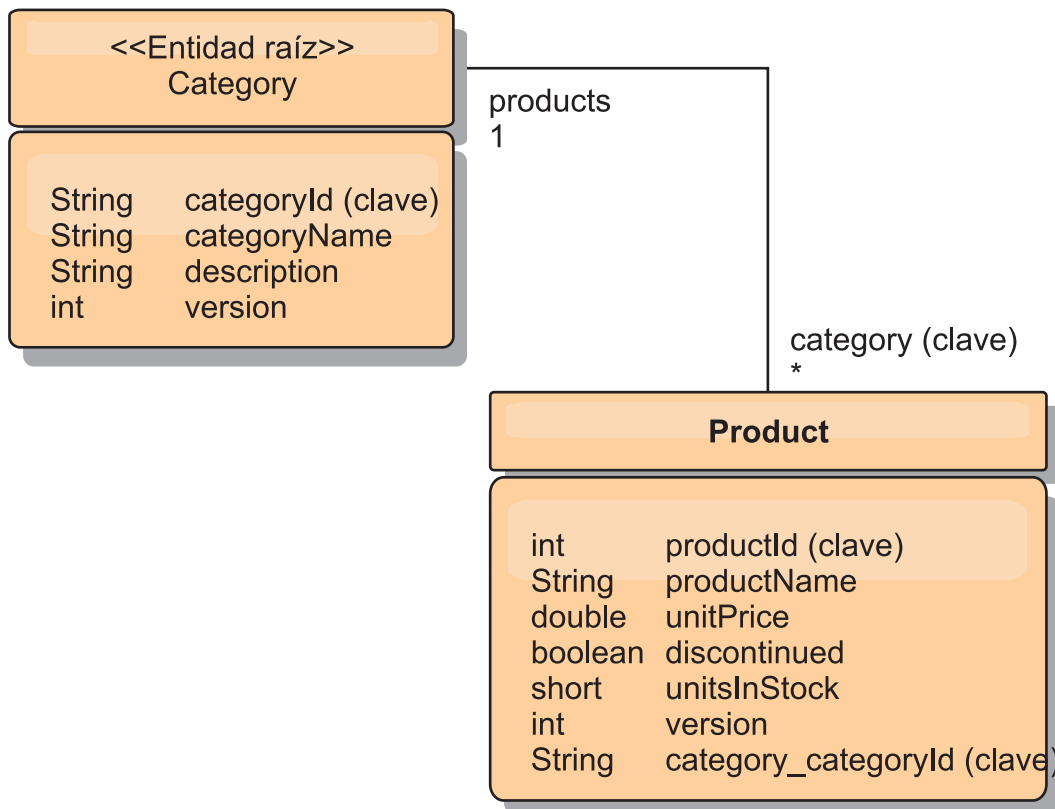 <<Entidad raíz>>
Category
String categoryId (clave)
String categoryName
String description
int version
products
1
category (clave)
*
Product
int productId (clave)
String productName
double unitPrice
boolean discontinued
short unitsInStock
int version
String category_categoryId (clave)